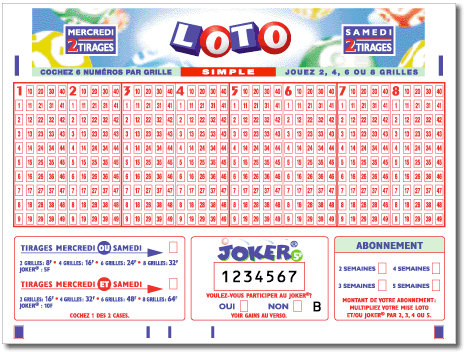 MERCREDI
2 TIRAGES
LOTO
SAMEDI
2 TIRAGES
COCHEZ 6 NUMÉROS PAR GRILLE SIMPLE JOUEZ 2, 4, 6 OU 8 GRILLES
1 10 20 30 40 2 10 20 30 40 3 10 20 30 40 4 10 20 30 40 5 10 20 30 40 6 10 20 30 40 7 10 20 30 40 8 10 20 30 40
1 11 21 31 41 1 11 21 31 41 1 11 21 31 41 1 11 21 31 41 1 11 21 31 41 1 11 21 31 41 1 11 21 31 41 1 11 21 31 41
2 12 22 32 42 2 12 22 32 42 2 12 22 32 42 2 12 22 32 42 2 12 22 32 42 2 12 22 32 42 2 12 22 32 42 2 12 22 32 42
3 13 23 33 43 3 13 23 33 43 3 13 23 33 43 3 13 23 33 43 3 13 23 33 43 3 13 23 33 43 3 13 23 33 43 3 13 23 33 43
4 14 24 34 44 4 14 24 34 44 4 14 24 34 44 4 14 24 34 44 4 14 24 34 44 4 14 24 34 44 4 14 24 34 44 4 14 24 34 44
5 15 25 35 45 5 15 25 35 45 5 15 25 35 45 5 15 25 35 45 5 15 25 35 45 5 15 25 35 45 5 15 25 35 45 5 15 25 35 45
6 16 26 36 46 6 16 26 36 46 6 16 26 36 46 6 16 26 36 46 6 16 26 36 46 6 16 26 36 46 6 16 26 36 46 6 16 26 36 46
7 17 27 37 47 7 17 27 37 47 7 17 27 37 47 7 17 27 37 47 7 17 27 37 47 7 17 27 37 47 7 17 27 37 47 7 17 27 37 47
8 18 28 38 48 8 18 28 38 48 8 18 28 38 48 8 18 28 38 48 8 18 28 38 48 8 18 28 38 48 8 18 28 38 48 8 18 28 38 48
9 19 29 39 49 9 19 29 39 49 9 19 29 39 49 9 19 29 39 49 9 19 29 39 49 9 19 29 39 49 9 19 29 39 49 9 19 29 39 49
TIRAGES MERCREDI OU SAMEDI
2 GRILLES: 8F • 4 GRILLES: 16F • 6 GRILLES: 24F • 8 GRILLES: 32F
JOKER® : 5F
TIRAGES MERCREDI ET SAMEDI
2 GRILLES: 16F • 4 GRILLES: 32F • 6 GRILLES: 48F • 8 GRILLES: 64F
JOKER® : 10F
COCHEZ 1 DES 2 CASES.
JOKER® 5F
1234567
VOULEZ-VOUS PARTICIPER AU JOKER®?
OUI NON B
VOIR GAINS AU VERSO.
ABONNEMENT
2 SEMAINES 4 SEMAINES
3 SEMAINES 5 SEMAINES
MONTANT DE VOTRE ABONNEMENT:
MULTIPLIEZ VOTRE MISE LOTO
ET/OU JOKER® PAR 2, 3, 4 OU 5.